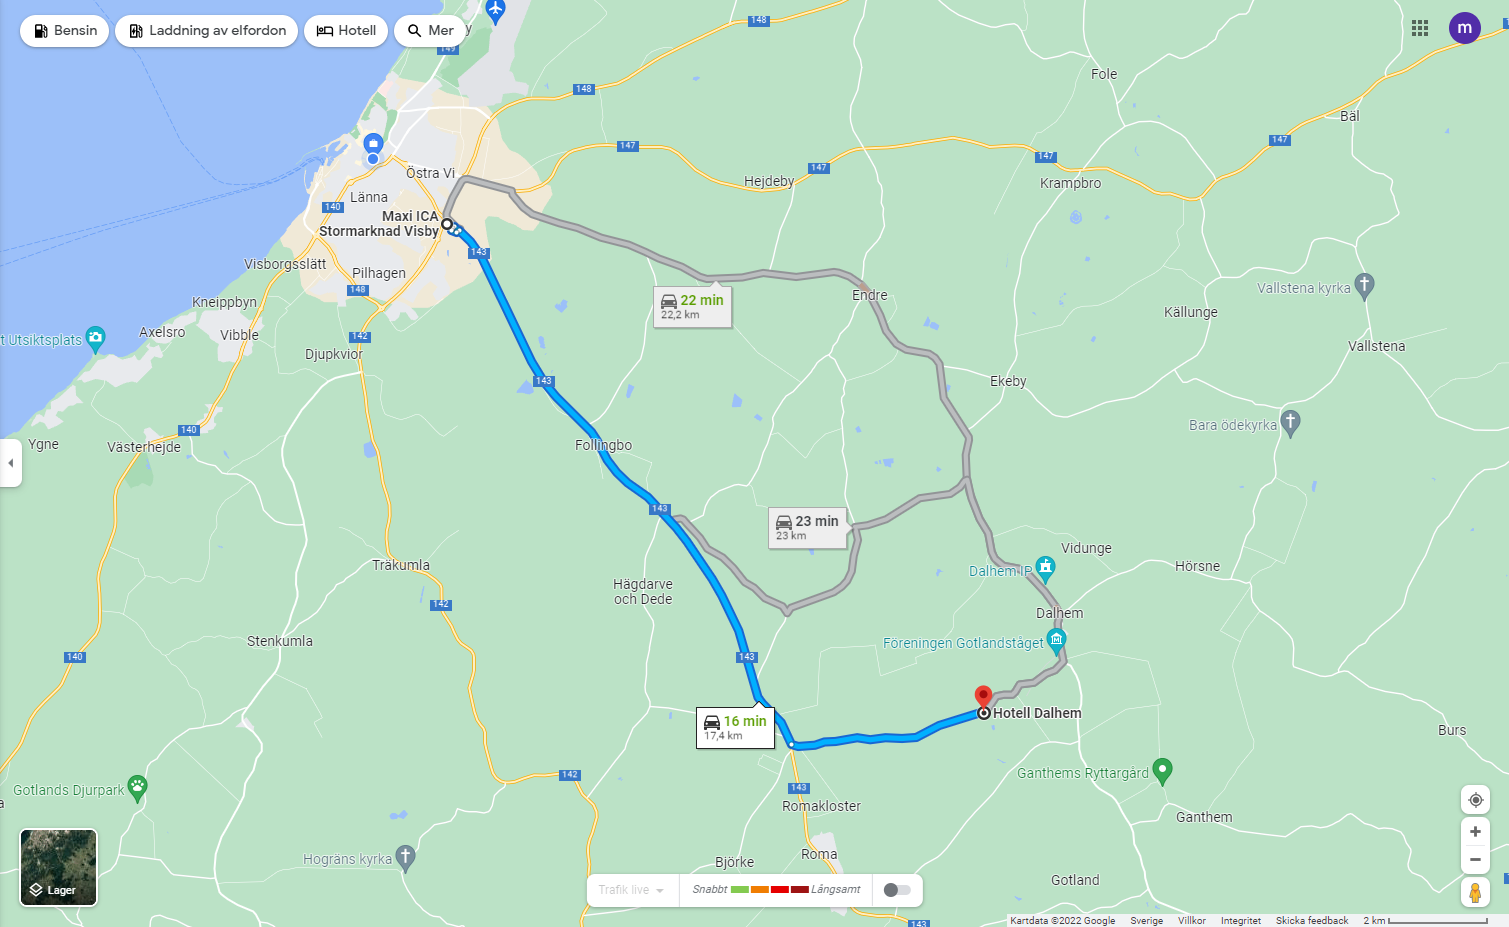 Bensin
Laddning av elfordon
Hotell
Mer
y
149
148
m
Fole
148
Bäl
147
147
147
147
Östra Vi
Hejdeby
Krampbro
Länna
140
Maxi ICA
Stormarknad Visby
143
Visborgsslätt
Pilhagen
148
Kneippbyn
22 min
22,2 km
Endre
Vallstena kyrka
Källunge
t Utsiktsplats
Axelsro
Vibble
142
Djupkvior
Vallstena
143
Ekeby
140
Ygne
Västerhejde
Follingbo
Bara ödekyrka
143
23 min
23 km
Vidunge
Träkumla
Dalhem IP
Hörsne
Hägdarve
och Dede
142
Dalhem
Stenkumla
Föreningen Gotlandståget
140
143
16 min
17,4 km
Hotell Dalhem
Burs
142
Ganthems Ryttargård
Gotlands Djurpark
143
a
Romakloster
Ganthem
Hogräns kyrka
Björke
Roma
Gotland
Lager
Trafik live
Snabbt
Långsamt
143
Kartdata ©2022 Google
Sverige
Villkor
Integritet
Skicka feedback
2 km